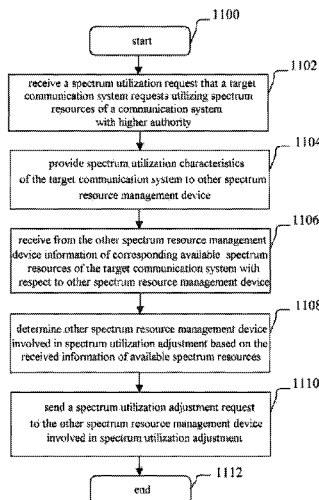 1100
start
1102
receive a spectrum utilization request that a target
communication system requests utilizing spectrum
resources of a communication system
with higher authority
1104
provide spectrum utilization characteristics
of the target communication system to other spectrum
resource management device
1106
receive from the other spectrum resource management
device information of corresponding available spectrum
resources of the target communication system with
respect to other spectrum resource management device
1108
determine other spectrum resource management device
involved in spectrum utilization adjustment based on the
received information of available spectrum resources
1110
send a spectrum utilization adjustment request
to the other spectrum resource management device
involved in spectrum utilization adjustment
1112
end